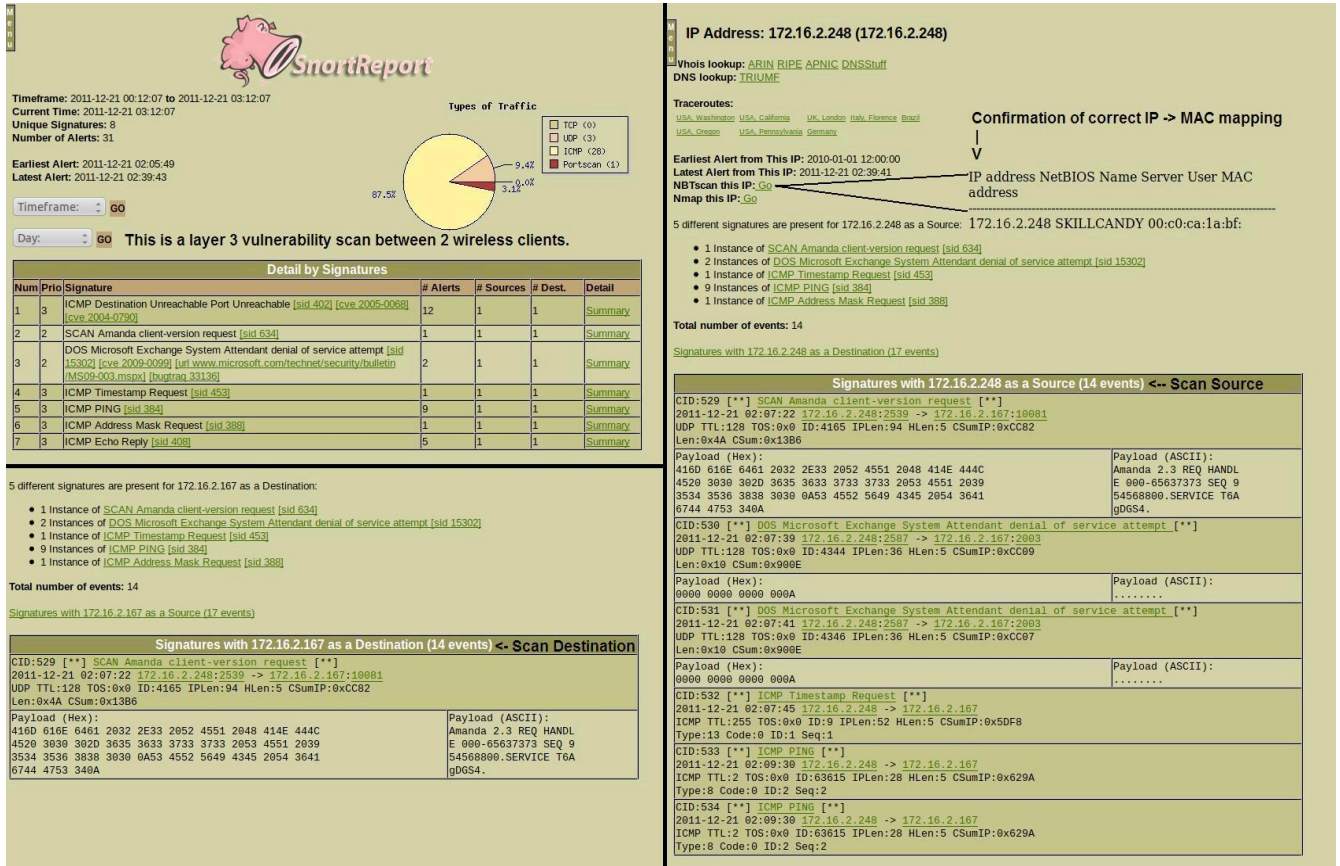 Menu
SnortReport
Timeframe: 2011-12-21 00:12:07 to 2011-12-21 03:12:07
Current Time: 2011-12-21 03:12:07
Unique Signatures: 8
Number of Alerts: 31
Earliest Alert: 2011-12-21 02:05:49
Latest Alert: 2011-12-21 02:39:43
Timeframe: GO
Day: GO
Types of Traffic
TCP (0)
UDP (3)
ICMP (28)
Portscan (1)
87.5%
9.4%
0.0%
3.1%
This is a layer 3 vulnerability scan between 2 wireless clients.
Detail by Signatures
Num Prio Signature # Alerts # Sources # Dest. Detail
1 3 ICMP Destination Unreachable Port Unreachable [sid 402] [cve 2005-0068] [cve 2004-0790] 12 1 1 Summary
2 2 SCAN Amanda client-version request [sid 634] 1 1 1 Summary
3 2 DOS Microsoft Exchange System Attendant denial of service attempt [sid 15302] [cve 2009-0099] [url www.microsoft.com/technet/security/bulletin/MS09-003.mspx] [bugtraq 33136] 2 1 1 Summary
4 3 ICMP Timestamp Request [sid 453] 1 1 1 Summary
5 3 ICMP PING [sid 384] 9 1 1 Summary
6 3 ICMP Address Mask Request [sid 388] 1 1 1 Summary
7 3 ICMP Echo Reply [sid 408] 5 1 1 Summary
5 different signatures are present for 172.16.2.167 as a Destination:
1 Instance of SCAN Amanda client-version request [sid 634]
2 Instances of DOS Microsoft Exchange System Attendant denial of service attempt [sid 15302]
1 Instance of ICMP Timestamp Request [sid 453]
9 Instances of ICMP PING [sid 384]
1 Instance of ICMP Address Mask Request [sid 388]
Total number of events: 14
Signatures with 172.16.2.167 as a Source (17 events)
Signatures with 172.16.2.167 as a Destination (14 events) <- Scan Destination
CID:529 [**] SCAN Amanda client-version request [**]
2011-12-21 02:07:22 172.16.2.248:2539 -> 172.16.2.167:10081
UDP TTL:128 TOS:0x0 ID:4165 IPLen:94 HLen:5 CSumIP:0xCC82
Len:0x4A CSum:0x13B6
Payload (Hex): Payload (ASCII):
416D 616E 6461 2032 2E33 2052 4551 2048 414E 444C Amanda 2.3 REQ HANDL
4520 3030 302D 3635 3633 3733 3733 2053 4551 2039 E 000-65637373 SEQ 9
3534 3536 3838 3030 0A53 4552 5649 4345 2054 3641 54568800.SERVICE T6A
6744 4753 340A gDGS4.
Menu
IP Address: 172.16.2.248 (172.16.2.248)
Whois lookup: ARIN RIPE APNIC DNSStuff
DNS lookup: TRIUMF
Traceroutes:
USA, Washington USA, California UK, London Italy, Florence Brazil
USA, Oregon USA, Pennsylvania Germany
Confirmation of correct IP -> MAC mapping
|
V
Earliest Alert from This IP: 2010-01-01 12:00:00
Latest Alert from This IP: 2011-12-21 02:39:41
NBTscan this IP: Go
Nmap this IP: Go
IP address NetBIOS Name Server User MAC
address
--------------------------------------------------
172.16.2.248 SKILLCANDY 00:c0:ca:1a:bf:
5 different signatures are present for 172.16.2.248 as a Source:
1 Instance of SCAN Amanda client-version request [sid 634]
2 Instances of DOS Microsoft Exchange System Attendant denial of service attempt [sid 15302]
1 Instance of ICMP Timestamp Request [sid 453]
9 Instances of ICMP PING [sid 384]
1 Instance of ICMP Address Mask Request [sid 388]
Total number of events: 14
Signatures with 172.16.2.248 as a Destination (17 events)
Signatures with 172.16.2.248 as a Source (14 events) <-- Scan Source
CID:529 [**] SCAN Amanda client-version request [**]
2011-12-21 02:07:22 172.16.2.248:2539 -> 172.16.2.167:10081
UDP TTL:128 TOS:0x0 ID:4165 IPLen:94 HLen:5 CSumIP:0xCC82
Len:0x4A CSum:0x13B6
Payload (Hex): Payload (ASCII):
416D 616E 6461 2032 2E33 2052 4551 2048 414E 444C Amanda 2.3 REQ HANDL
4520 3030 302D 3635 3633 3733 3733 2053 4551 2039 E 000-65637373 SEQ 9
3534 3536 3838 3030 0A53 4552 5649 4345 2054 3641 54568800.SERVICE T6A
6744 4753 340A gDGS4.
CID:530 [**] DOS Microsoft Exchange System Attendant denial of service attempt [**]
2011-12-21 02:07:39 172.16.2.248:2587 -> 172.16.2.167:2003
UDP TTL:128 TOS:0x0 ID:4344 IPLen:36 HLen:5 CSumIP:0xCC09
Len:0x10 CSum:0x900E
Payload (Hex): Payload (ASCII):
0000 0000 0000 000A ........
CID:531 [**] DOS Microsoft Exchange System Attendant denial of service attempt [**]
2011-12-21 02:07:41 172.16.2.248:2587 -> 172.16.2.167:2003
UDP TTL:128 TOS:0x0 ID:4346 IPLen:36 HLen:5 CSumIP:0xCC07
Len:0x10 CSum:0x900E
Payload (Hex): Payload (ASCII):
0000 0000 0000 000A ........
CID:532 [**] ICMP Timestamp Request [**]
2011-12-21 02:07:45 172.16.2.248 -> 172.16.2.167
ICMP TTL:255 TOS:0x0 ID:9 IPLen:52 HLen:5 CSumIP:0x5DF8
Type:13 Code:0 ID:1 Seq:1
CID:533 [**] ICMP PING [**]
2011-12-21 02:09:30 172.16.2.248 -> 172.16.2.167
ICMP TTL:2 TOS:0x0 ID:63615 IPLen:28 HLen:5 CSumIP:0x629A
Type:8 Code:0 ID:2 Seq:2
CID:534 [**] ICMP PING [**]
2011-12-21 02:09:30 172.16.2.248 -> 172.16.2.167
ICMP TTL:2 TOS:0x0 ID:63615 IPLen:28 HLen:5 CSumIP:0x629A
Type:8 Code:0 ID:2 Seq:2